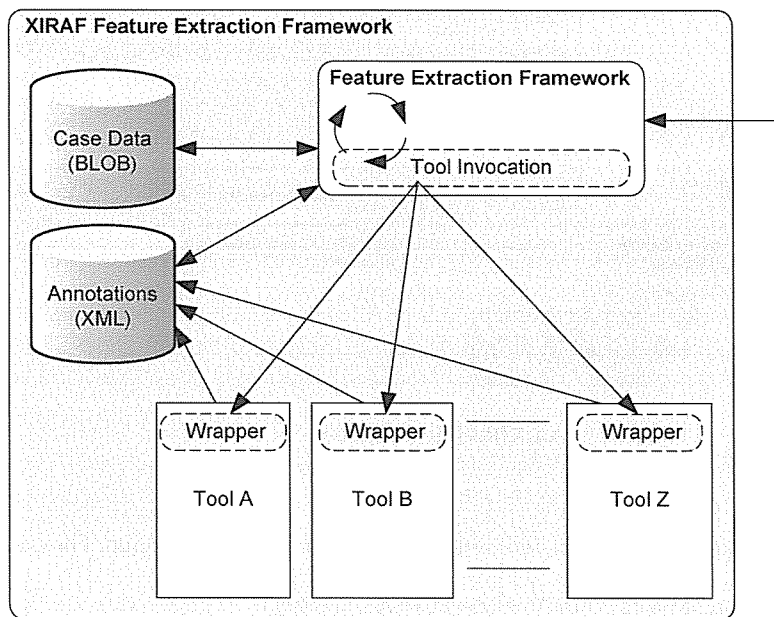 XIRAF Feature Extraction Framework
Feature Extraction Framework
Case Data
(BLOB)
Tool Invocation
Annotations
(XML)
Wrapper
Wrapper
Wrapper
Tool A
Tool B
Tool Z